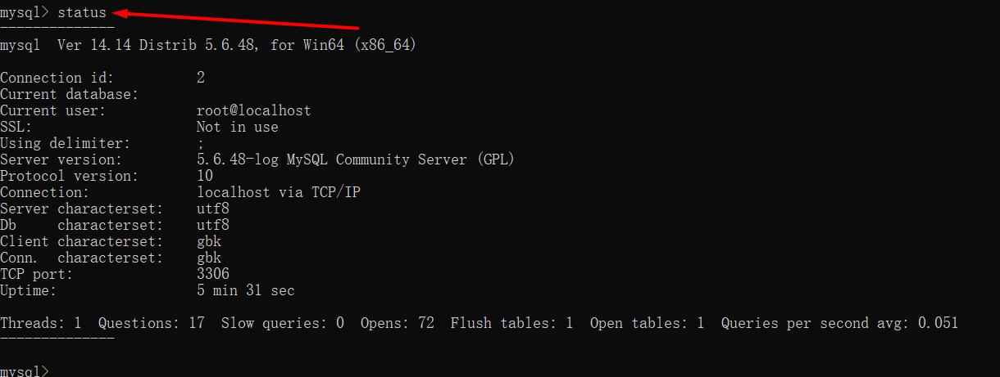 mysql> status
--------------
mysql  Ver 14.14 Distrib 5.6.48, for Win64 (x86_64)
Connection id:          2
Current database:
Current user:           root@localhost
SSL:                    Not in use
Using delimiter:        ;
Server version:         5.6.48-log MySQL Community Server (GPL)
Protocol version:       10
Connection:             localhost via TCP/IP
Server characterset:    utf8
Db     characterset:    utf8
Client characterset:    gbk
Conn.  characterset:    gbk
TCP port:               3306
Uptime:                 5 min 31 sec
Threads: 1  Questions: 17  Slow queries: 0  Opens: 72  Flush tables: 1  Open tables: 1  Queries per second avg: 0.051
--------------
mysql>